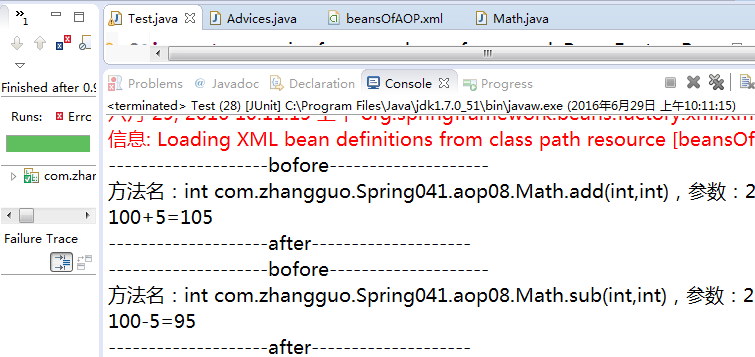 »1
Test.java
Advices.java
beansOfAOP.xml
Math.java
Problems
@ Javadoc
Declaration
Console
Progress
Finished after 0.9
<terminated> Test (28) [JUnit] C:\Program Files\Java\jdk1.7.0_51\bin\javaw.exe (2016年6月29日 上午10:11:15)
Runs:
Errc
六月 29, 2016 10:11:15 上午 org.springframework.beans.factory.xml.Xm
信息: Loading XML bean definitions from class path resource [beansOf
--------------------bofore--------------------
com.zhan
方法名：int com.zhangguo.Spring041.aop08.Math.add(int,int)，参数：2
100+5=105
Failure Trace
--------------------after--------------------
--------------------bofore--------------------
方法名：int com.zhangguo.Spring041.aop08.Math.sub(int,int)，参数：2
100-5=95
--------------------after--------------------